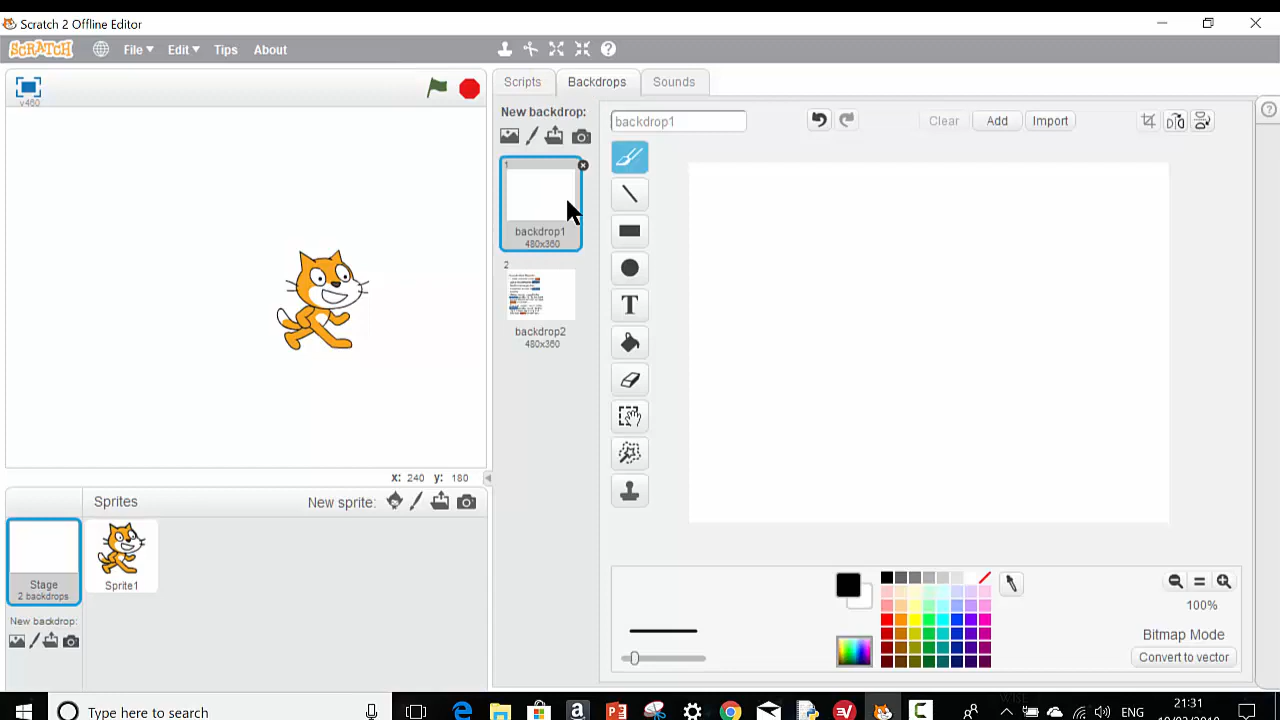 Scratch 2 Offline Editor
SCRATCH File Edit Tips About
v460
Scripts Backdrops Sounds
New backdrop:
backdrop1 Clear Add Import
1
backdrop1
480x360
2
backdrop2
480x360
T
x: 240 y: 180
Sprites New sprite:
Stage
2 backdrops
Sprite1
New backdrop:
100%
Bitmap Mode
Convert to vector
Type here to search
ENG
21:31